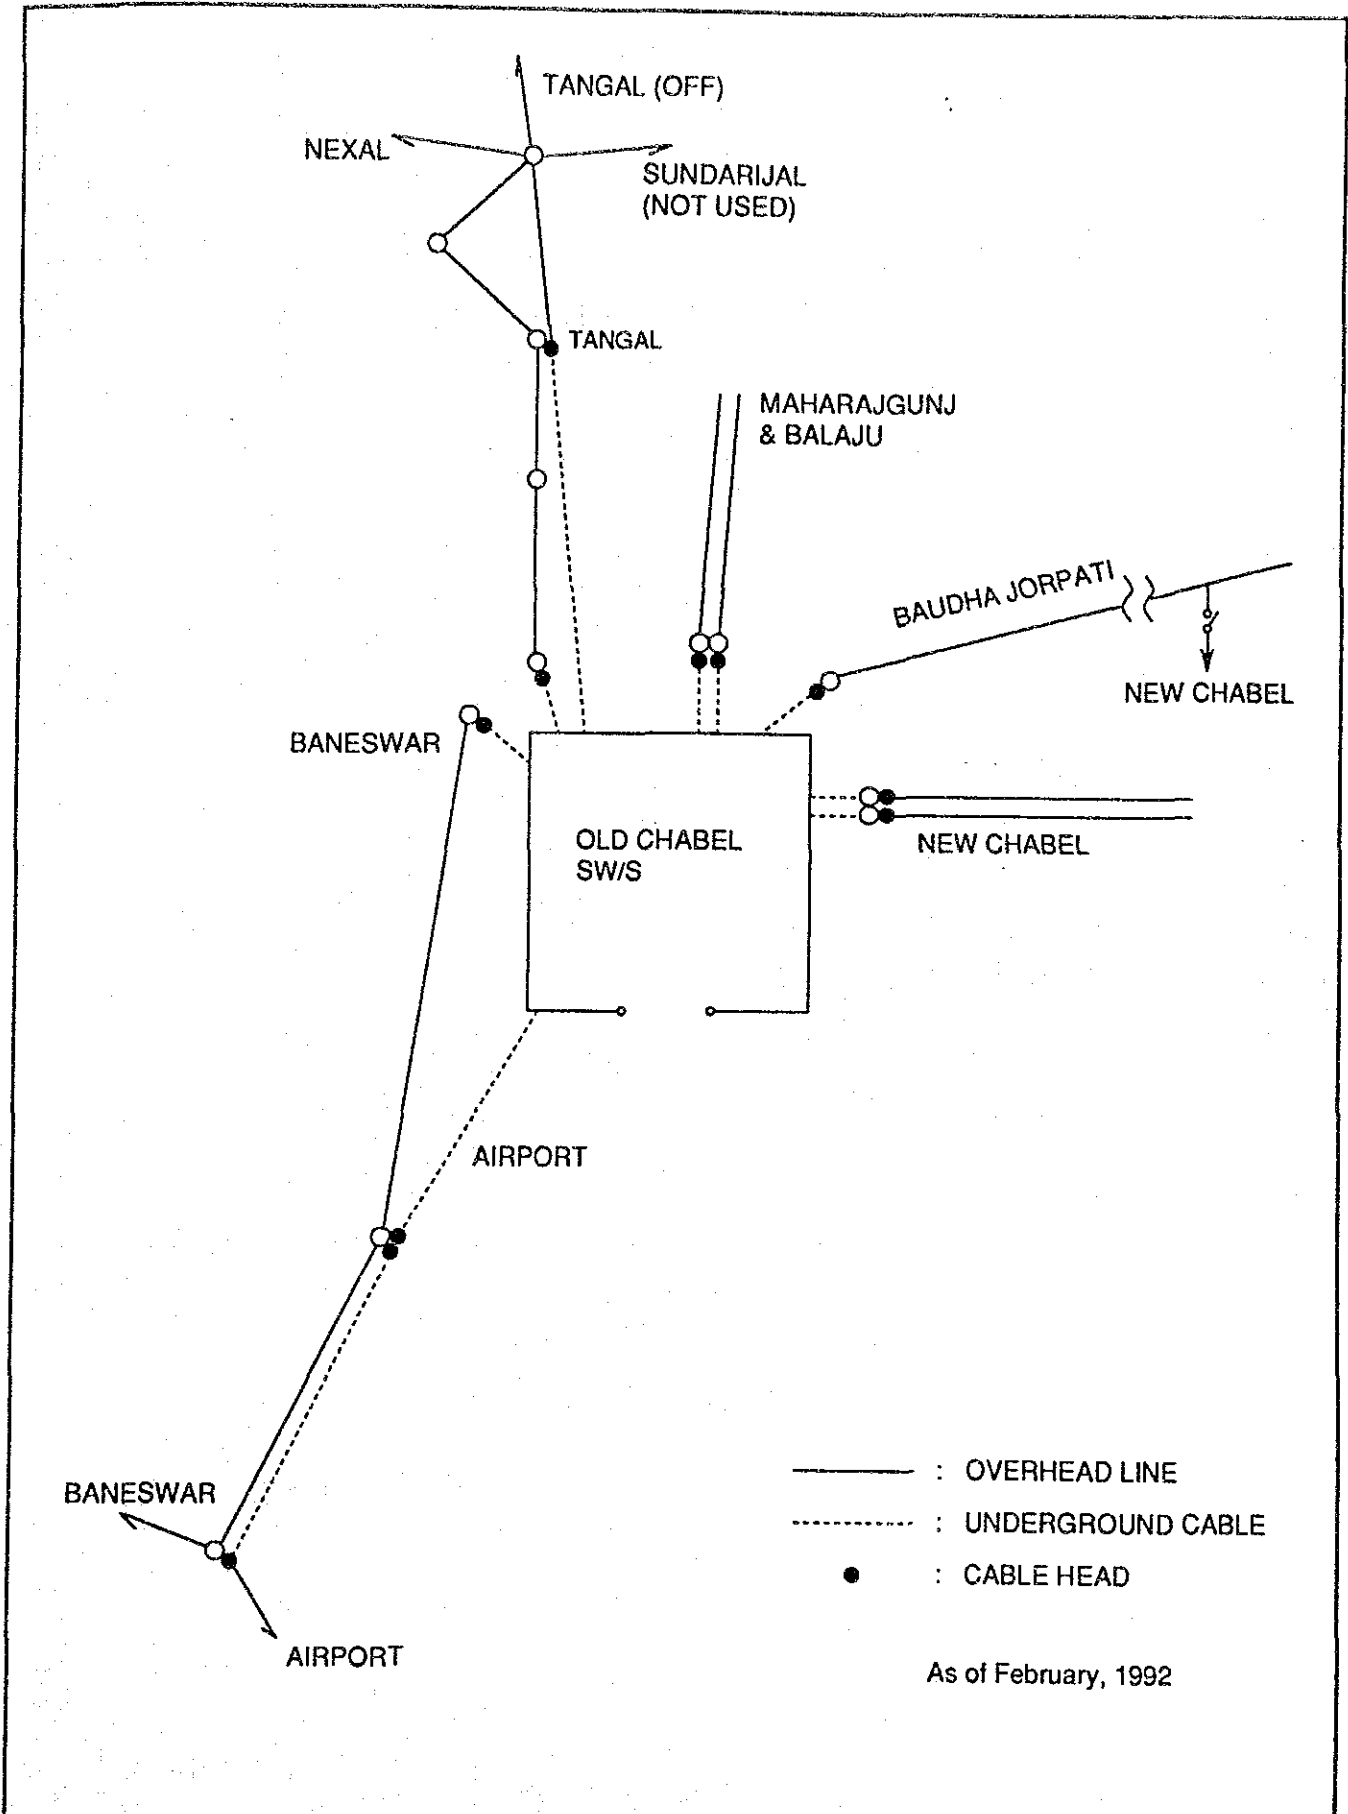 TANGAL (OFF)
NEXAL
SUNDARIJAL
(NOT USED)
TANGAL
MAHARAJGUNJ
& BALAJU
BAUDHA JORPATI
NEW CHABEL
BANESWAR
OLD CHABEL
SW/S
NEW CHABEL
AIRPORT
BANESWAR
AIRPORT
: OVERHEAD LINE
: UNDERGROUND CABLE
: CABLE HEAD
As of February, 1992